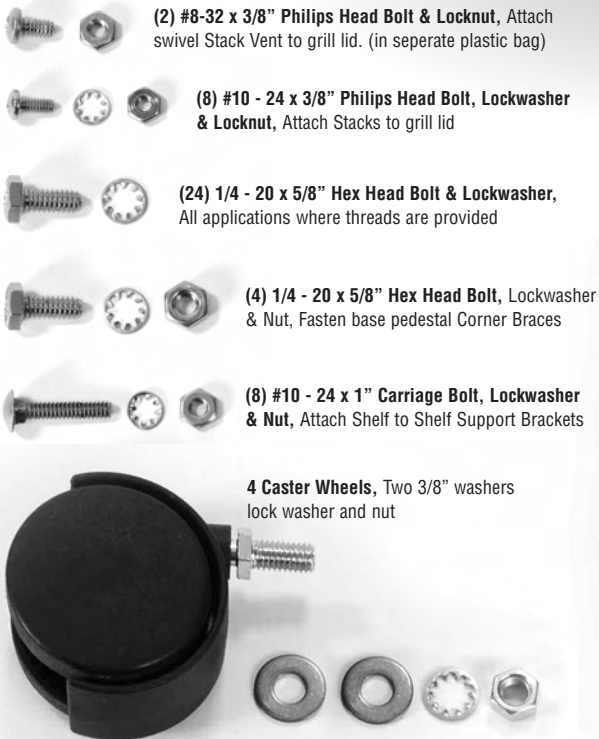 (2) #8-32 x 3/8” Philips Head Bolt & Locknut, Attach
swivel Stack Vent to grill lid. (in seperate plastic bag)
(8) #10 - 24 x 3/8” Philips Head Bolt, Lockwasher
& Locknut, Attach Stacks to grill lid
(24) 1/4 - 20 x 5/8” Hex Head Bolt & Lockwasher,
All applications where threads are provided
(4) 1/4 - 20 x 5/8” Hex Head Bolt, Lockwasher
& Nut, Fasten base pedestal Corner Braces
(8) #10 - 24 x 1” Carriage Bolt, Lockwasher
& Nut, Attach Shelf to Shelf Support Brackets
4 Caster Wheels, Two 3/8” washers
lock washer and nut